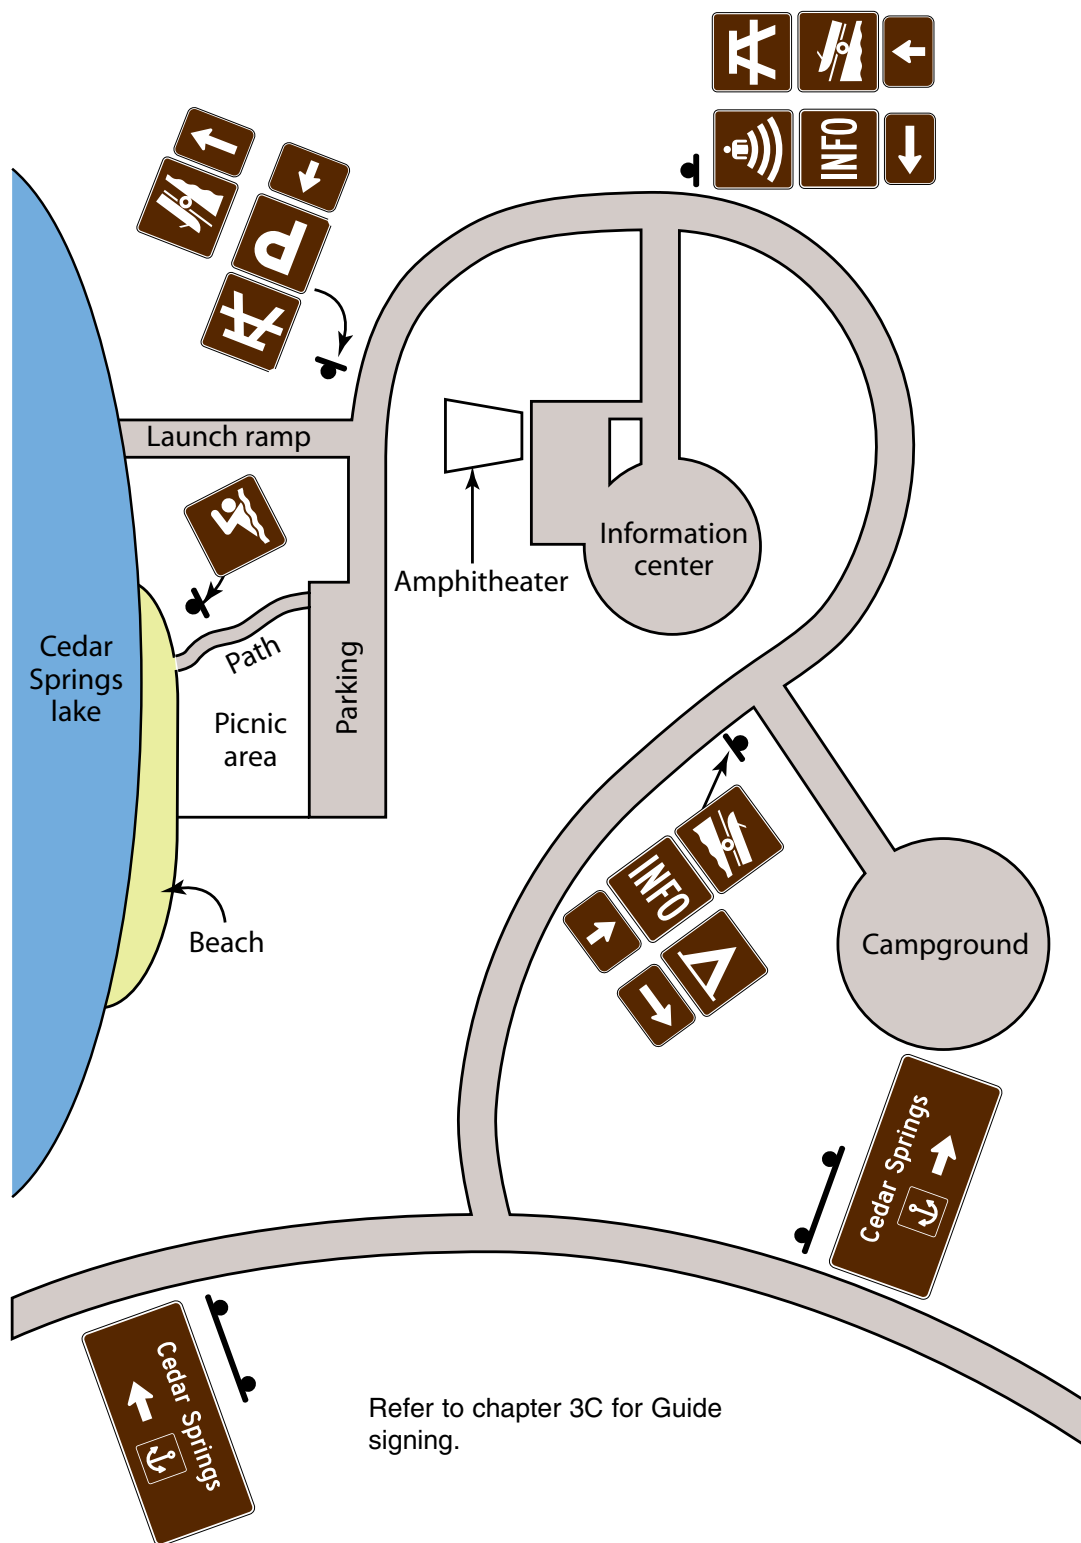 INFO
P
Launch ramp
Amphitheater
Information
center
Path
Parking
Cedar
Springs
lake
Picnic
area
INFO
Beach
Campground
Cedar Springs
Cedar Springs
Refer to chapter 3C for Guide
signing.